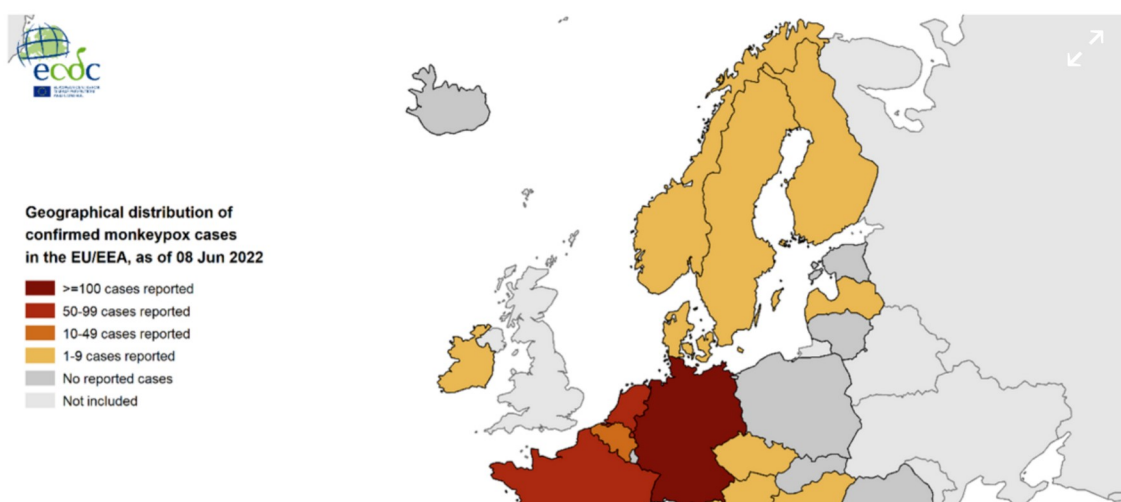 ecdc
Geographical distribution of
confirmed monkeypox cases
in the EU/EEA, as of 08 Jun 2022
>=100 cases reported
50-99 cases reported
10-49 cases reported
1-9 cases reported
No reported cases
Not included